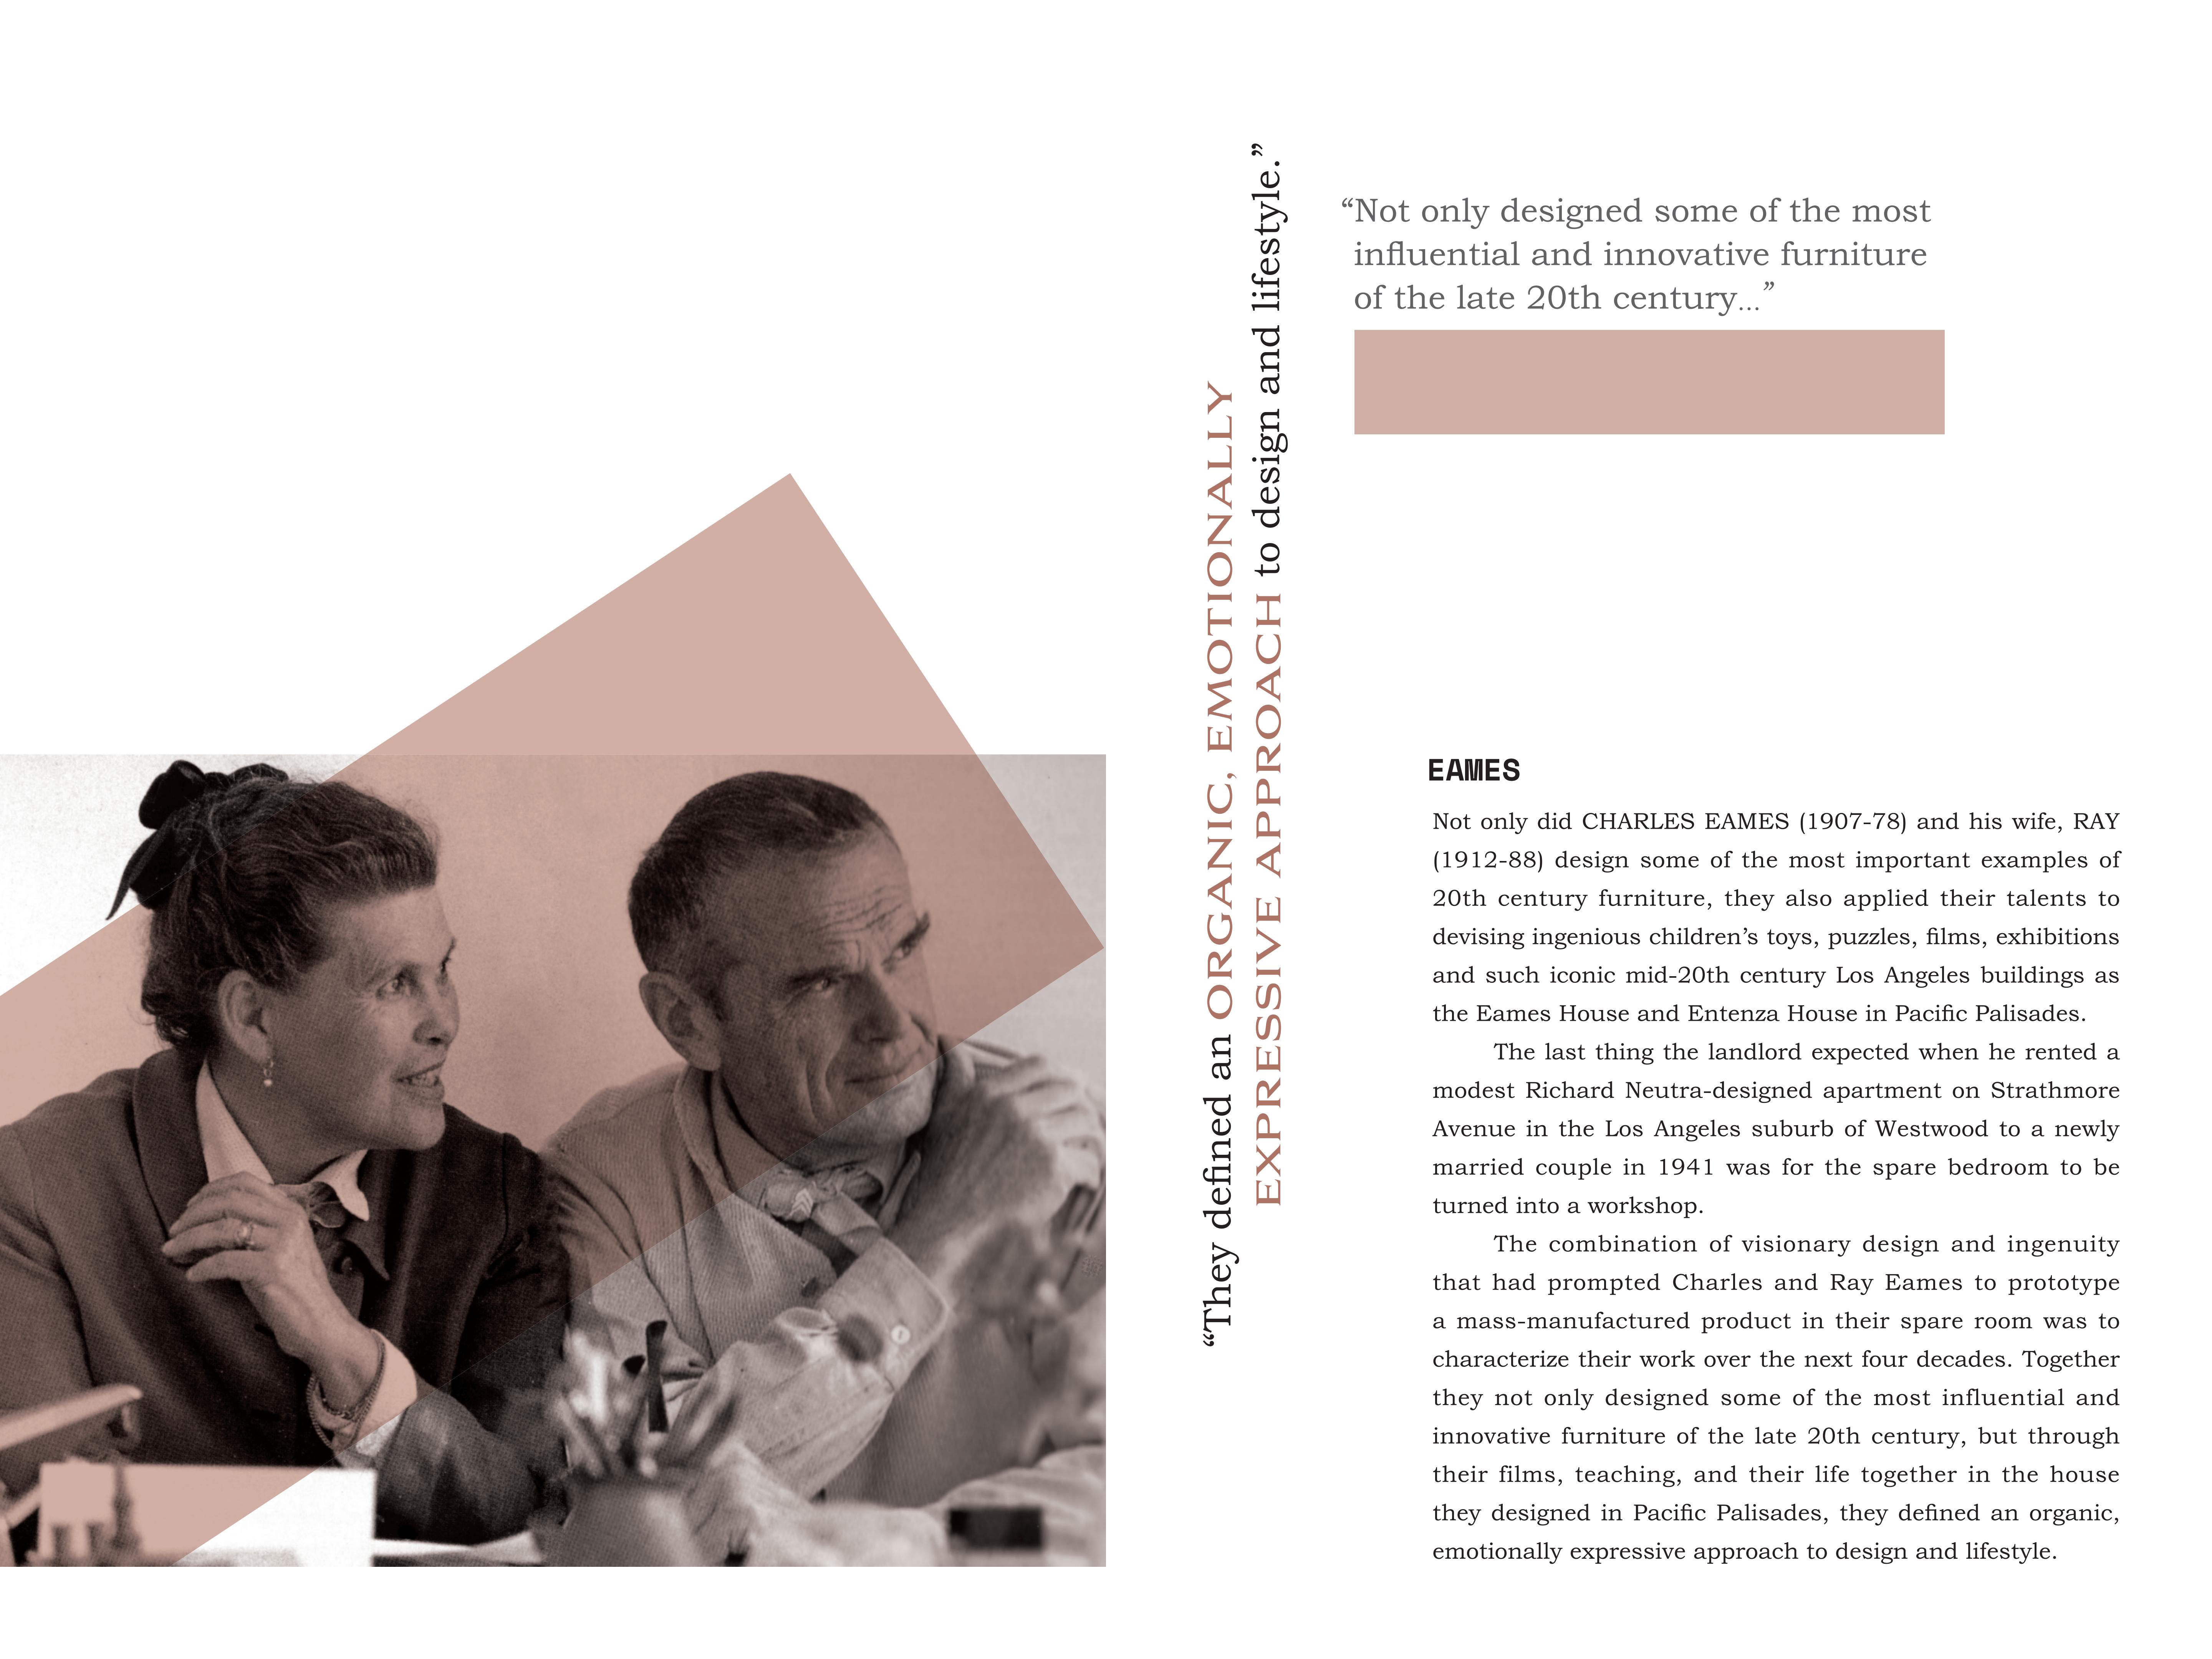 “They defined an ORGANIC, EMOTIONALLY
EXPRESSIVE APPROACH to design and lifestyle.”
“Not only designed some of the most
influential and innovative furniture
of the late 20th century...”
EAMES
Not only did CHARLES EAMES (1907-78) and his wife, RAY
(1912-88) design some of the most important examples of
20th century furniture, they also applied their talents to
devising ingenious children’s toys, puzzles, films, exhibitions
and such iconic mid-20th century Los Angeles buildings as
the Eames House and Entenza House in Pacific Palisades.
The last thing the landlord expected when he rented a
modest Richard Neutra-designed apartment on Strathmore
Avenue in the Los Angeles suburb of Westwood to a newly
married couple in 1941 was for the spare bedroom to be
turned into a workshop.
The combination of visionary design and ingenuity
that had prompted Charles and Ray Eames to prototype
a mass-manufactured product in their spare room was to
characterize their work over the next four decades. Together
they not only designed some of the most influential and
innovative furniture of the late 20th century, but through
their films, teaching, and their life together in the house
they designed in Pacific Palisades, they defined an organic,
emotionally expressive approach to design and lifestyle.